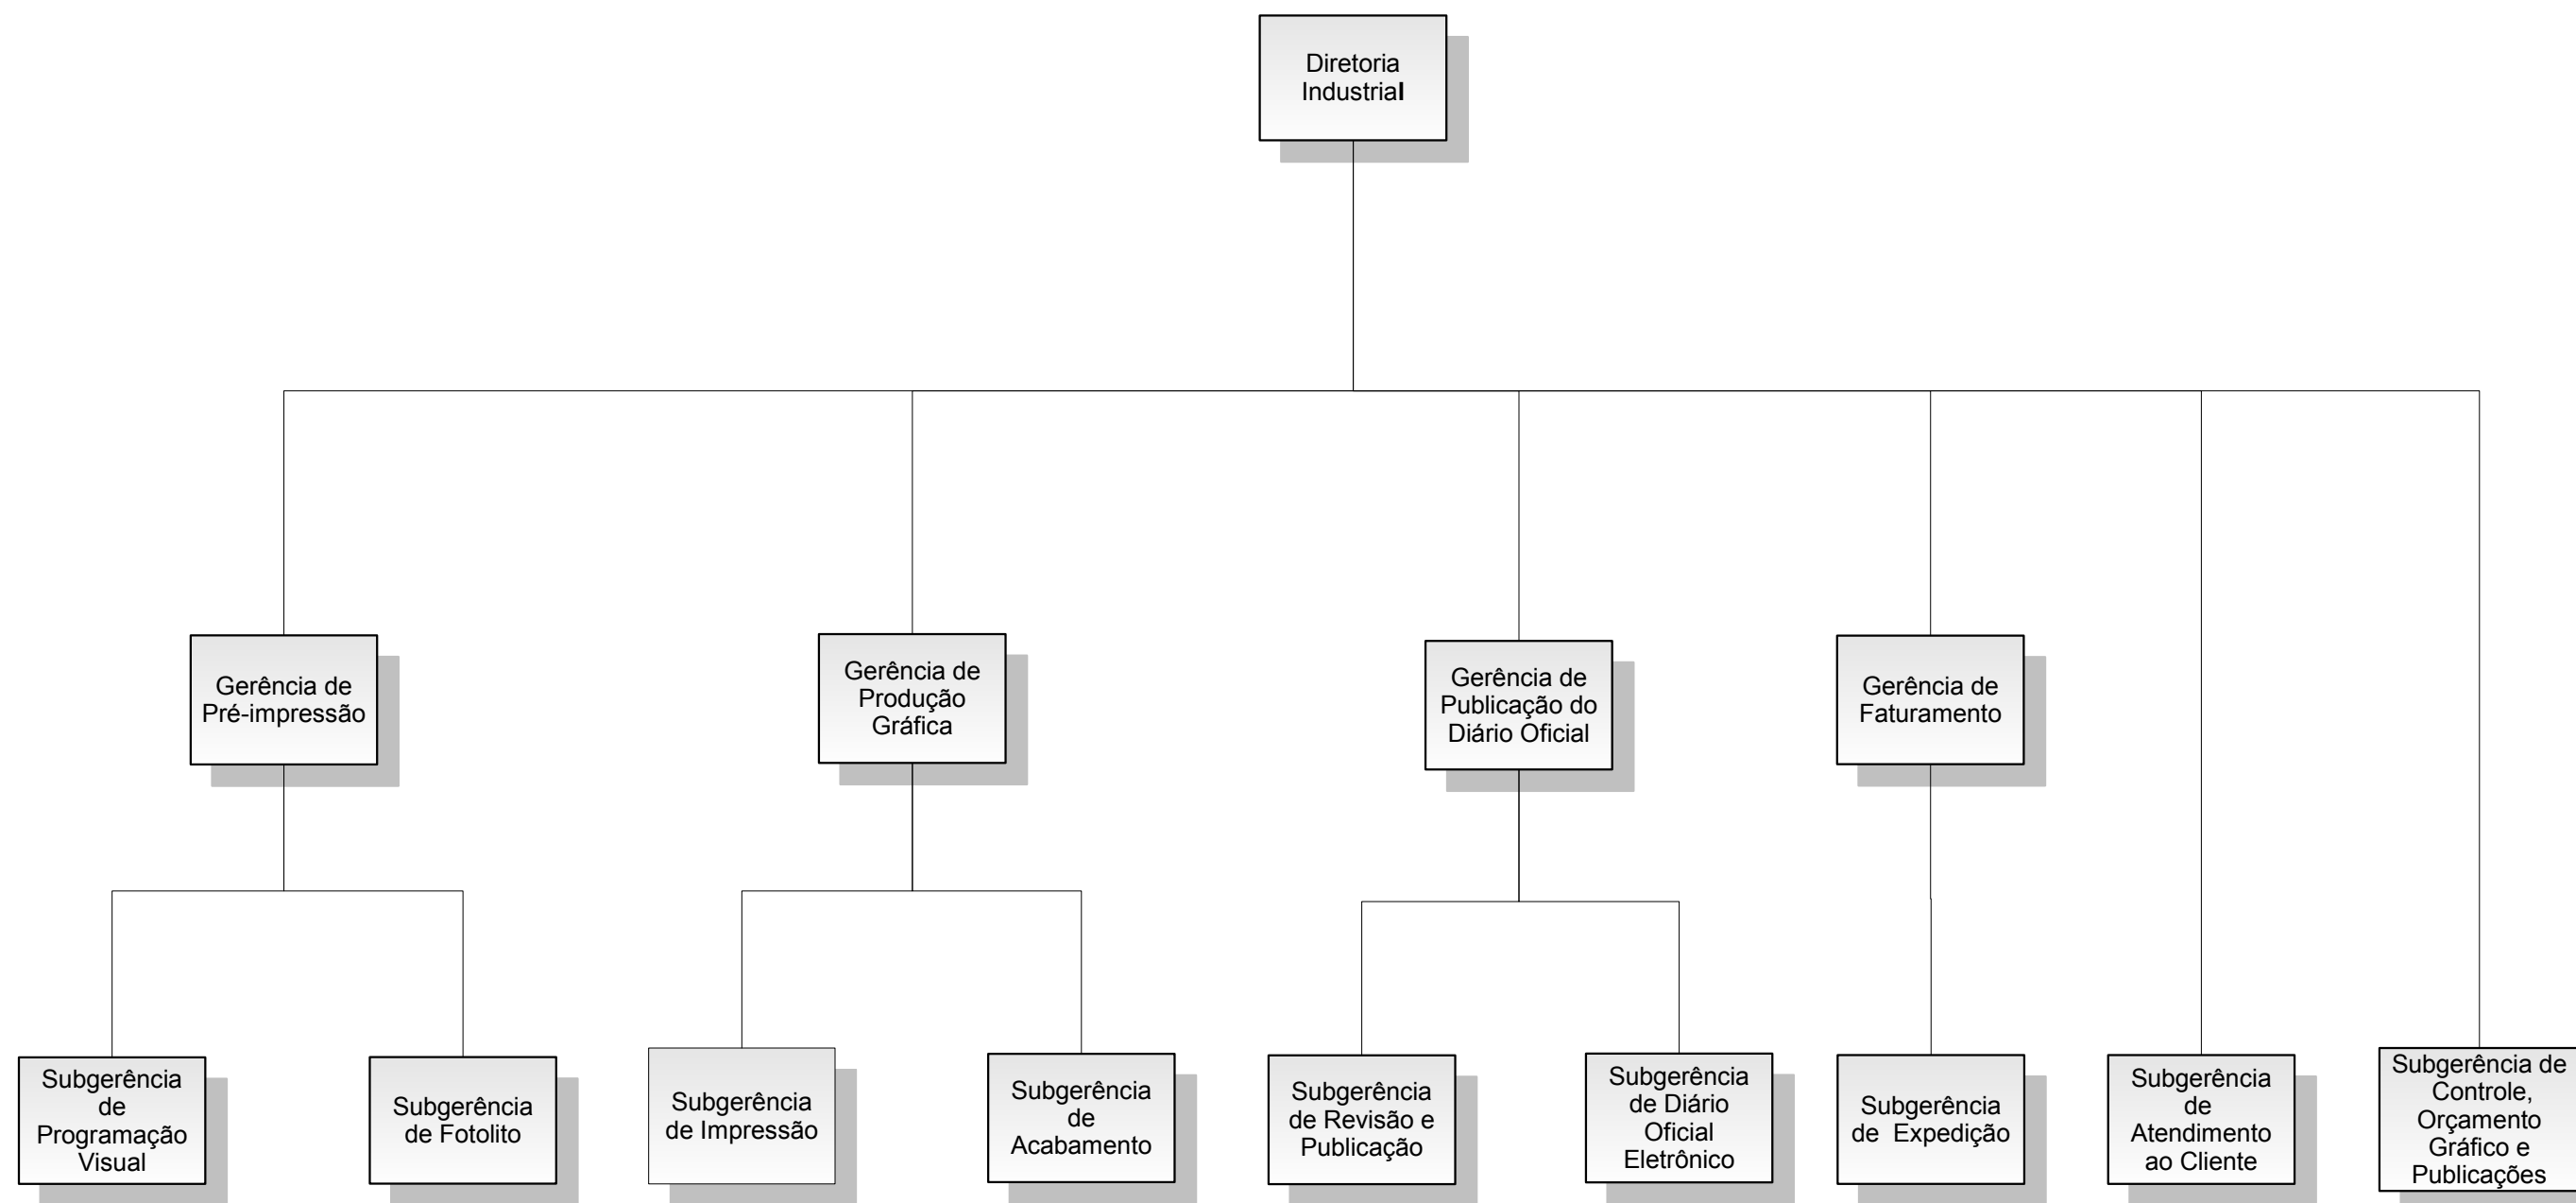 Diretoria
Industrial
Gerência de
Pré-impressão
Gerência de
Produção
Gráfica
Gerência de
Publicação do
Diário Oficial
Gerência de
Faturamento
Subgerência
de
Programação
Visual
Subgerência
de Fotolito
Subgerência
de Impressão
Subgerência
de
Acabamento
Subgerência
de Revisão e
Publicação
Subgerência
de Diário
Oficial
Eletrônico
Subgerência
de Expedição
Subgerência
de
Atendimento
ao Cliente
Subgerência de
Controle,
Orçamento
Gráfico e
Publicações